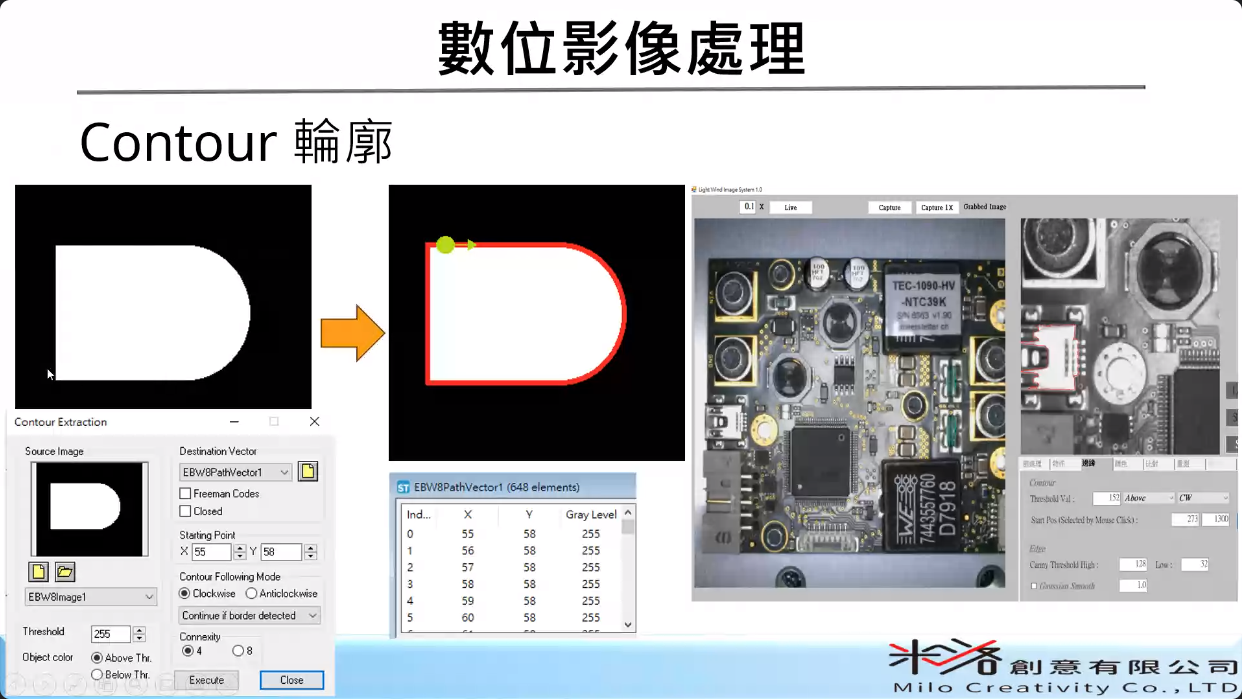 數位影像處理
Contour 輪廓
Contour Extraction
Source Image
EBW8Image1
Threshold 255
Object color
Above Thr.
Below Thr.
Destination Vector
EBW8PathVector1
Freeman Codes
Closed
Starting Point
X 55 Y 58
Contour Following Mode
Clockwise Anticlockwise
Continue if border detected
Connexity
4 8
Execute Close
ST EBW8PathVector1 (648 elements)
Ind... X Y Gray Level
0 55 58 255
1 56 58 255
2 57 58 255
3 58 58 255
4 59 58 255
5 60 58 255
Light Wind Image System 1.0
0.1 X Live Capture Capture 1X Grabbed Image
TEC-1090-HV
-NTC39K
WE
7443557760
D7918
Contour
Threshold Val : 152 Above CW
Start Pos (Selected by Mouse Click) : 273 1300
Edge
Canny Threshold High : 128 Low : 32
Gaussian Smooth 1.0
米洛創意有限公司
Milo Creativity Co.,LTD